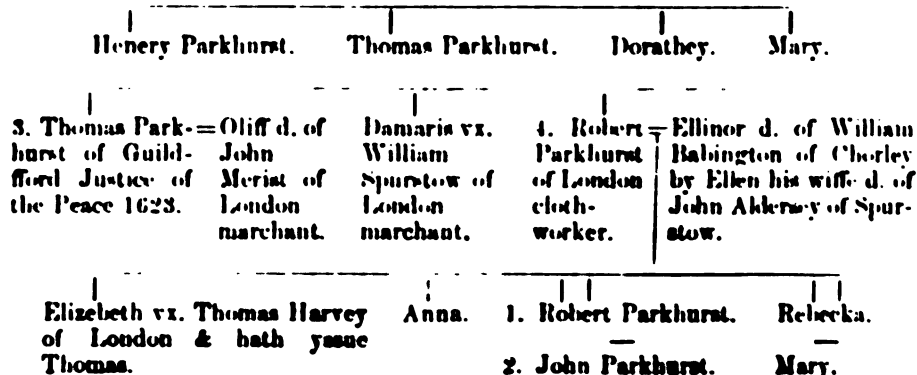 Henery Parkhurst. Thomas Parkhurst. Dorathey. Mary.
3. Thomas Park-
hurst of Guild-
fford Justice of
the Peace 1623.
=
Oliff d. of
John
Merist of
London
marchant.
Damaris vx.
William
Spurstow of
London
marchant.
4. Robert
Parkhurst
of London
cloth-
worker.
=
Ellinor d. of William
Babington of Chorley
by Ellen his wiffe d. of
John Aldersey of Spur-
stow.
Elizebeth vx. Thomas Harvey
of London & hath yssue
Thomas.
Anna.
1. Robert Parkhurst.
2. John Parkhurst.
Rebecka.
Mary.